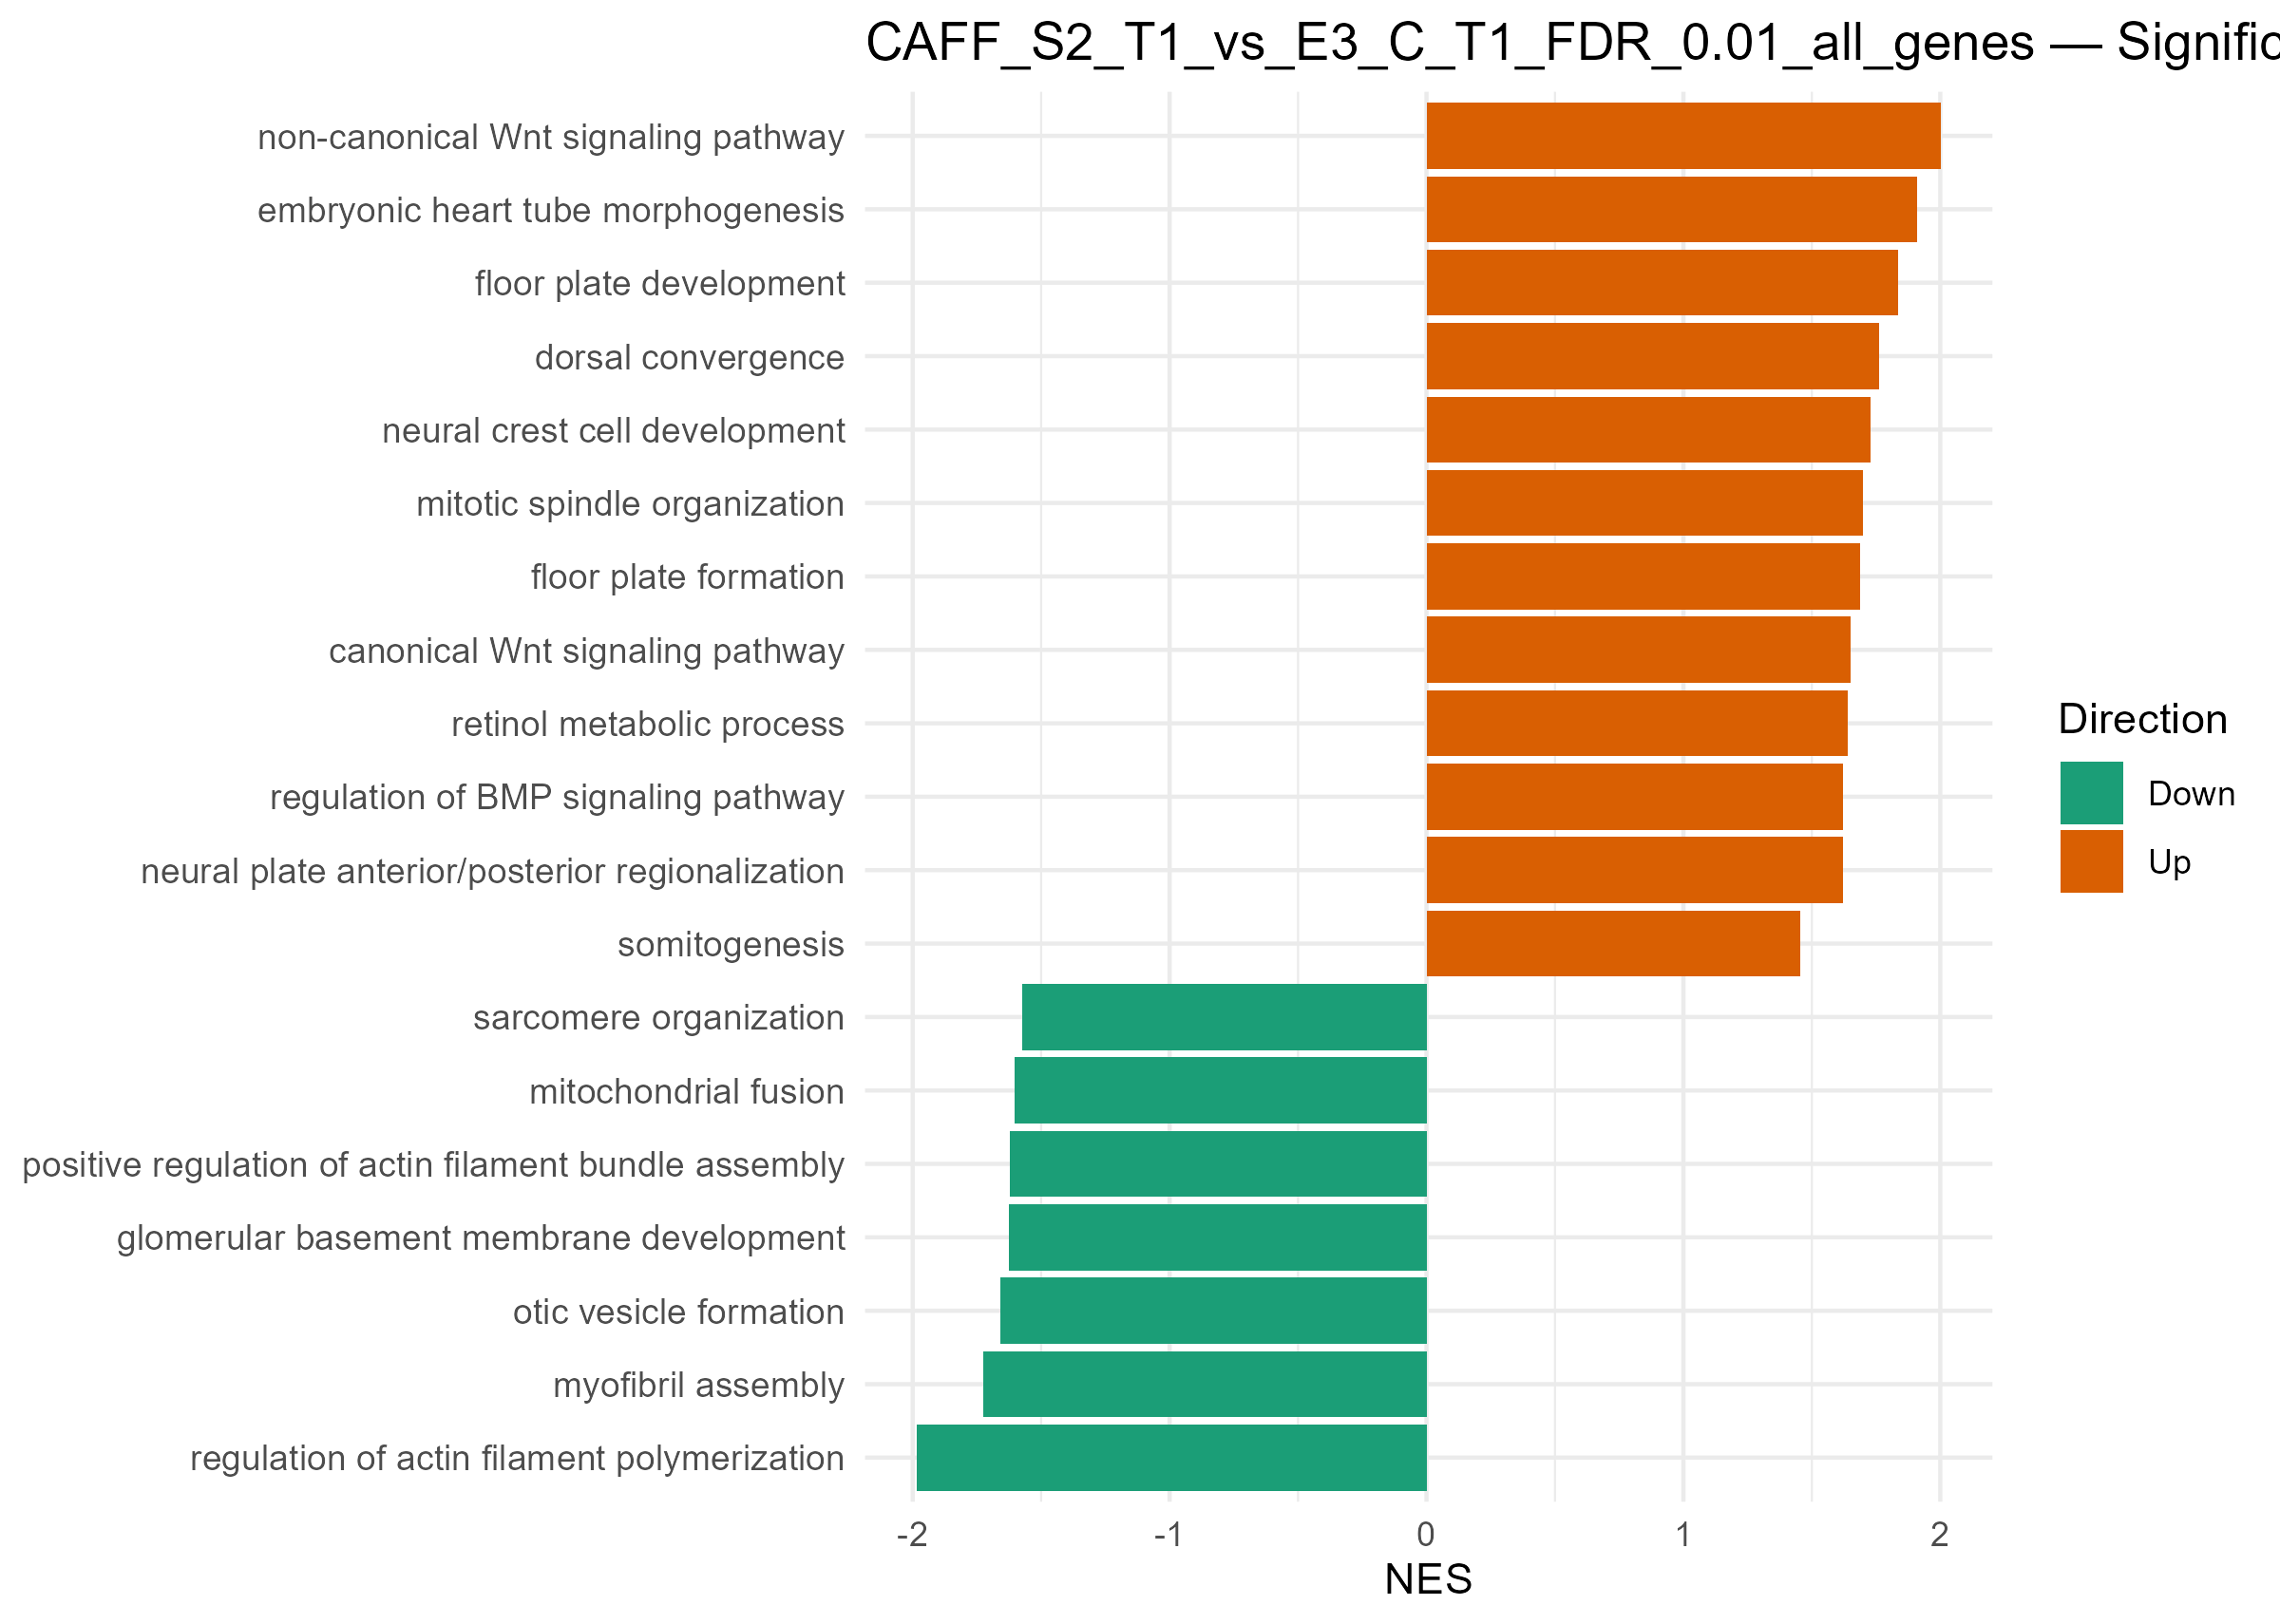 CAFF_S2_T1_vs_E3_C_T1_FDR_0.01_all_genes — Signific
non-canonical Wnt signaling pathway
embryonic heart tube morphogenesis
floor plate development
dorsal convergence
neural crest cell development
mitotic spindle organization
floor plate formation
canonical Wnt signaling pathway
retinol metabolic process
regulation of BMP signaling pathway
neural plate anterior/posterior regionalization
somitogenesis
sarcomere organization
mitochondrial fusion
positive regulation of actin filament bundle assembly
glomerular basement membrane development
otic vesicle formation
myofibril assembly
regulation of actin filament polymerization
-2 -1 0 1 2
NES
Direction
Down
Up